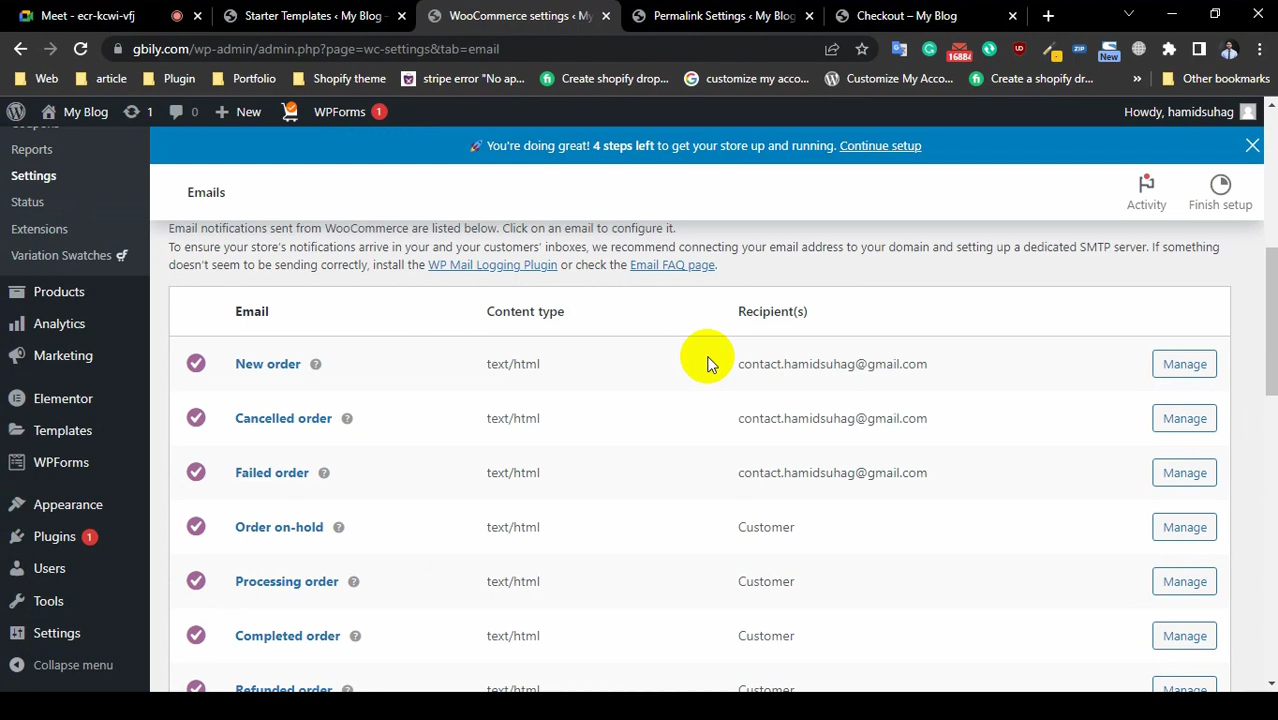 Meet - ecr-kcwi-vfj
Starter Templates ‹ My Blog –
WooCommerce settings ‹ My
Permalink Settings ‹ My Blog
Checkout – My Blog
gbily.com/wp-admin/admin.php?page=wc-settings&tab=email
16884
New
Web
article
Plugin
Portfolio
Shopify theme
stripe error "No ap...
Create shopify drop...
customize my acco...
Customize My Acco...
Create a shopify dr...
»
Other bookmarks
My Blog
1
0
New
WPForms 1
Howdy, hamidsuhag
Coupons
Reports
Settings
Status
Extensions
Variation Swatches
Products
Analytics
Marketing
Elementor
Templates
WPForms
Appearance
Plugins 1
Users
Tools
Settings
Collapse menu
🚀 You're doing great! 4 steps left to get your store up and running. Continue setup
Emails
Activity
Finish setup
Email notifications sent from WooCommerce are listed below. Click on an email to configure it.
To ensure your store's notifications arrive in your and your customers' inboxes, we recommend connecting your email address to your domain and setting up a dedicated SMTP server. If something
doesn't seem to be sending correctly, install the WP Mail Logging Plugin or check the Email FAQ page.
Email Content type Recipient(s)
New order text/html contact.hamidsuhag@gmail.com Manage
Cancelled order text/html contact.hamidsuhag@gmail.com Manage
Failed order text/html contact.hamidsuhag@gmail.com Manage
Order on-hold text/html Customer Manage
Processing order text/html Customer Manage
Completed order text/html Customer Manage
Refunded order text/html Customer Manage